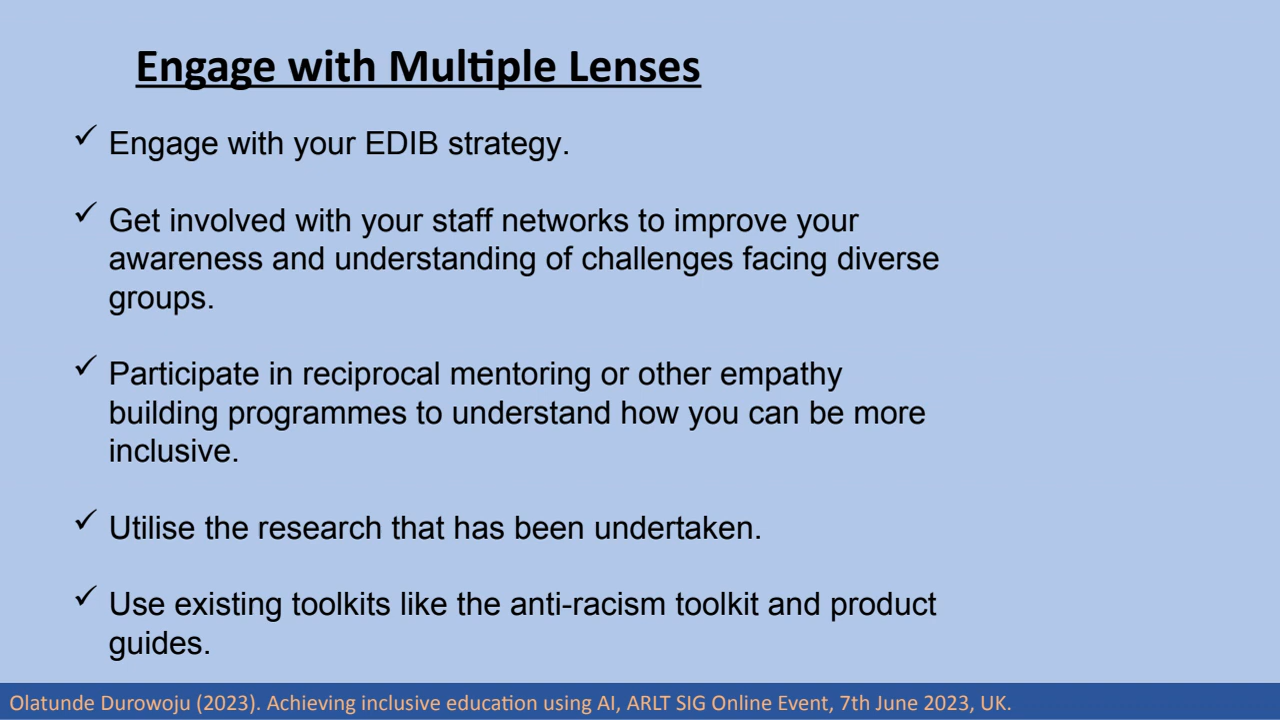 Engage with Multiple Lenses
✓ Engage with your EDIB strategy.
✓ Get involved with your staff networks to improve your
awareness and understanding of challenges facing diverse
groups.
✓ Participate in reciprocal mentoring or other empathy
building programmes to understand how you can be more
inclusive.
✓ Utilise the research that has been undertaken.
✓ Use existing toolkits like the anti-racism toolkit and product
guides.
Olatunde Durowoju (2023). Achieving inclusive education using AI, ARLT SIG Online Event, 7th June 2023, UK.